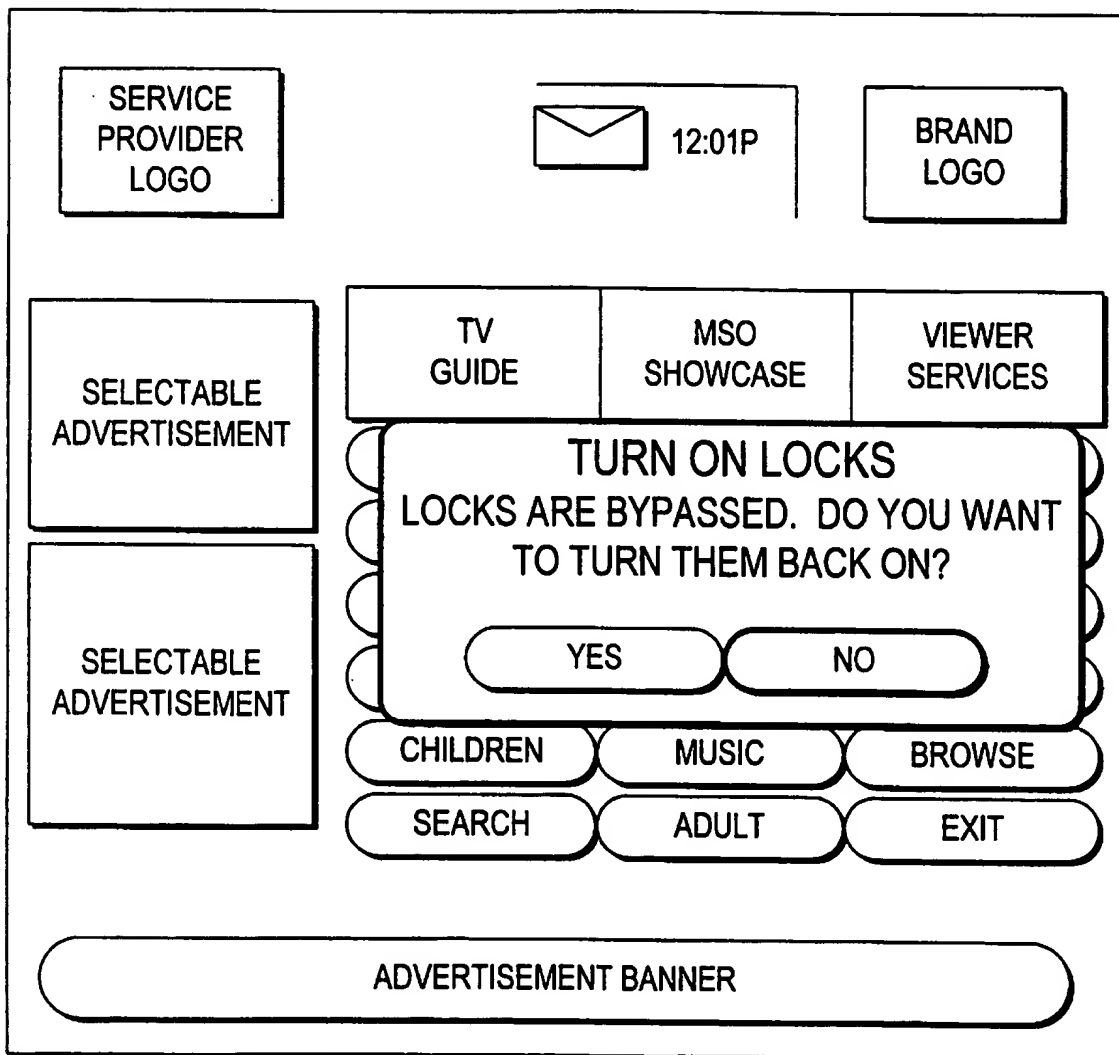 SERVICE
PROVIDER
LOGO
12:01P
BRAND
LOGO
SELECTABLE
ADVERTISEMENT
TV
GUIDE
MSO
SHOWCASE
VIEWER
SERVICES
TURN ON LOCKS
LOCKS ARE BYPASSED. DO YOU WANT
TO TURN THEM BACK ON?
YES
NO
SELECTABLE
ADVERTISEMENT
CHILDREN
MUSIC
BROWSE
SEARCH
ADULT
EXIT
ADVERTISEMENT BANNER